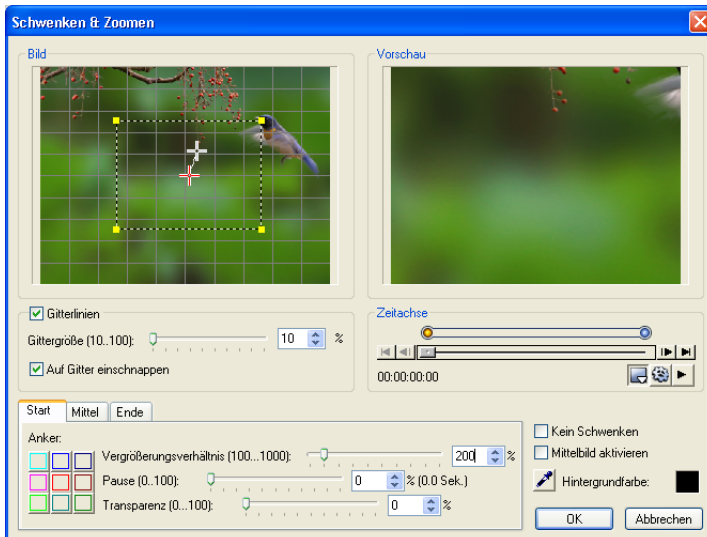 Schwenken & Zoomen
Bild
Vorschau
Gitterlinien
Gittergröße (10..100): 10 %
Auf Gitter einschnappen
Zeitachse
00:00:00:00
Start Mittel Ende
Anker:
Vergrößerungsverhältnis (100...1000): 200 %
Pause (0..100): 0 % (0.0 Sek.)
Transparenz (0...100): 0 %
Kein Schwenken
Mittelbild aktivieren
Hintergrundfarbe:
OK Abbrechen